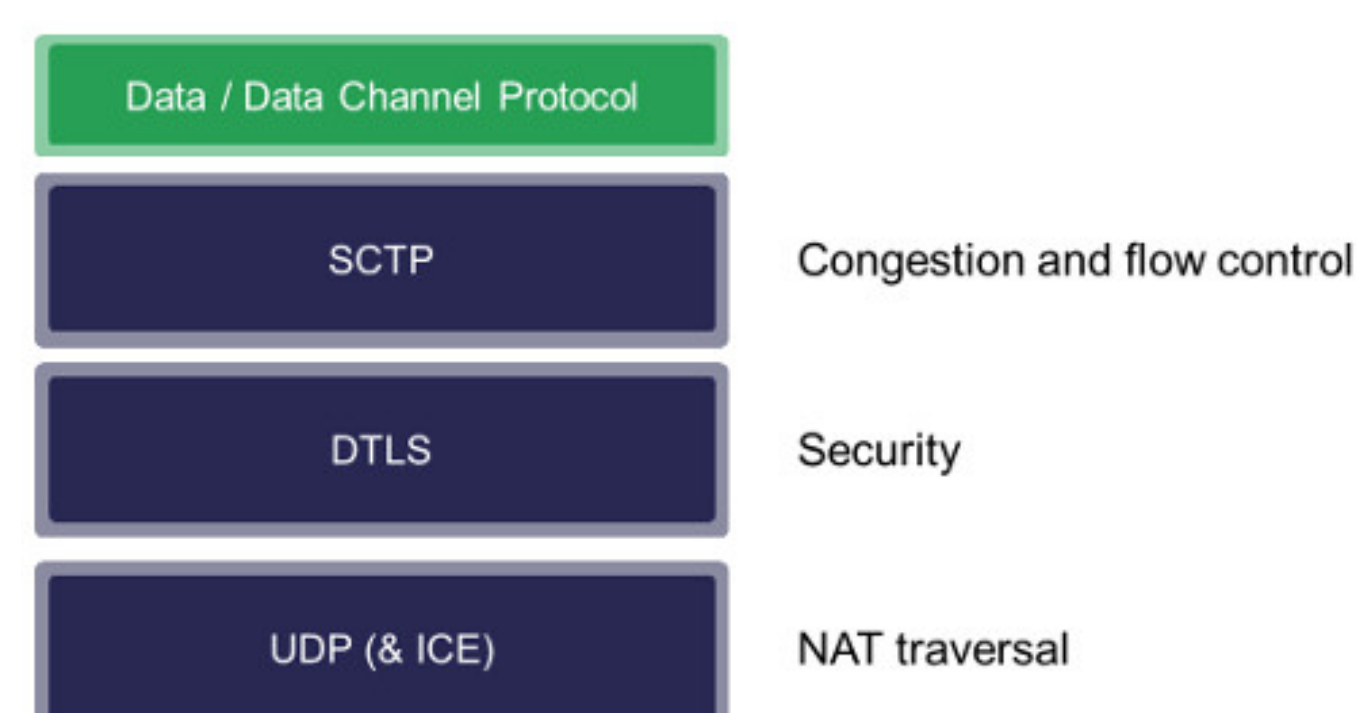 Data / Data Channel Protocol
SCTP
Congestion and flow control
DTLS
Security
UDP (& ICE)
NAT traversal